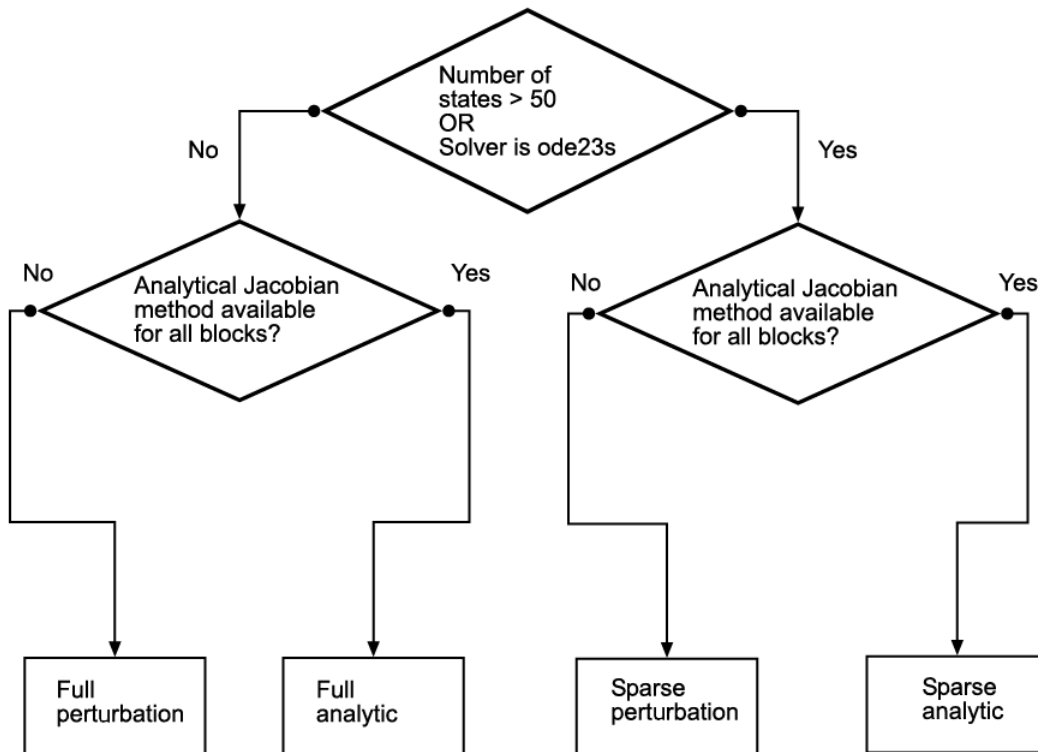 Number of
states > 50
OR
Solver is ode23s
No
Yes
No
Analytical Jacobian
method available
for all blocks?
Yes
No
Analytical Jacobian
method available
for all blocks?
Yes
Full
perturbation
Full
analytic
Sparse
perturbation
Sparse
analytic